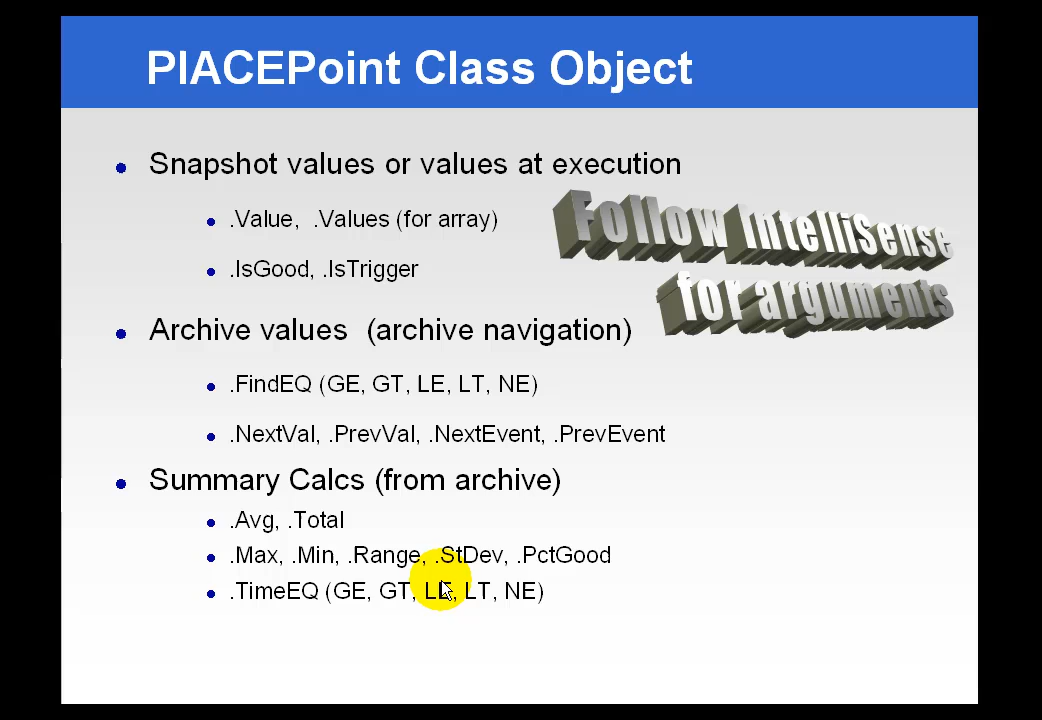 PIACEPoint Class Object
Snapshot values or values at execution
.Value, .Values (for array)
.IsGood, .IsTrigger
Follow IntelliSense
for arguments
Archive values (archive navigation)
.FindEQ (GE, GT, LE, LT, NE)
.NextVal, .PrevVal, .NextEvent, .PrevEvent
Summary Calcs (from archive)
.Avg, .Total
.Max, .Min, .Range, .StDev, .PctGood
.TimeEQ (GE, GT, LE, LT, NE)